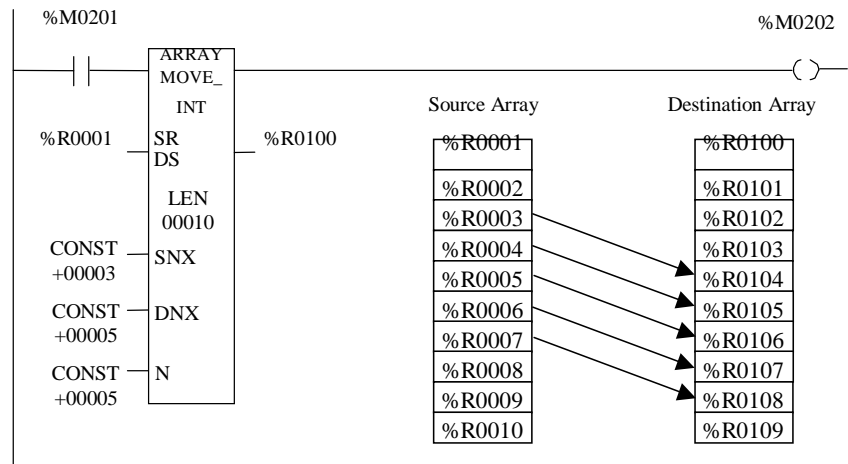 %M0201
%M0202
ARRAY
MOVE_
INT
%R0001 SR %R0100
DS
LEN
00010
CONST SNX
+00003
CONST DNX
+00005
CONST N
+00005
Source Array
%R0001
%R0002
%R0003
%R0004
%R0005
%R0006
%R0007
%R0008
%R0009
%R0010
Destination Array
%R0100
%R0101
%R0102
%R0103
%R0104
%R0105
%R0106
%R0107
%R0108
%R0109